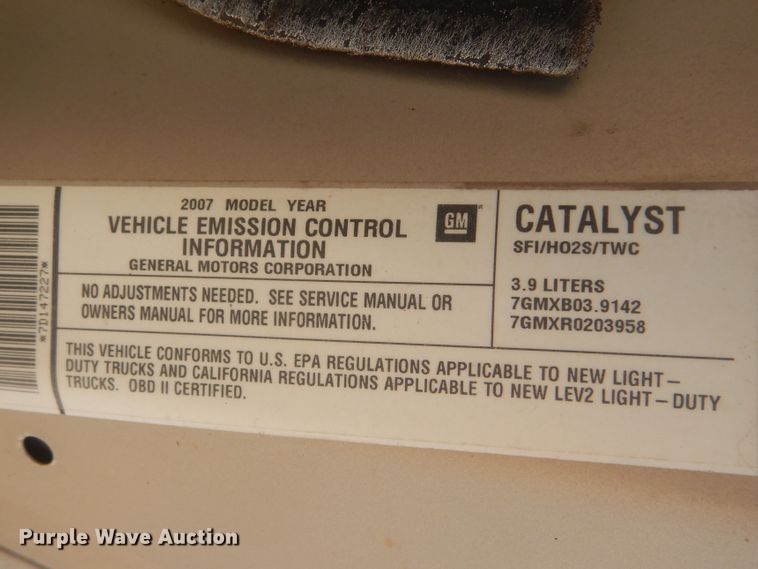 2007 MODEL YEAR
VEHICLE EMISSION CONTROL
INFORMATION
GENERAL MOTORS CORPORATION
GM
NO ADJUSTMENTS NEEDED. SEE SERVICE MANUAL OR
OWNERS MANUAL FOR MORE INFORMATION.
CATALYST
SFI/HO2S/TWC
3.9 LITERS
7GMXB03.9142
7GMXR0203958
THIS VEHICLE CONFORMS TO U.S. EPA REGULATIONS APPLICABLE TO NEW LIGHT–
DUTY TRUCKS AND CALIFORNIA REGULATIONS APPLICABLE TO NEW LEV2 LIGHT–DUTY
TRUCKS. OBD II CERTIFIED.
*7D147227*
Purple Wave Auction